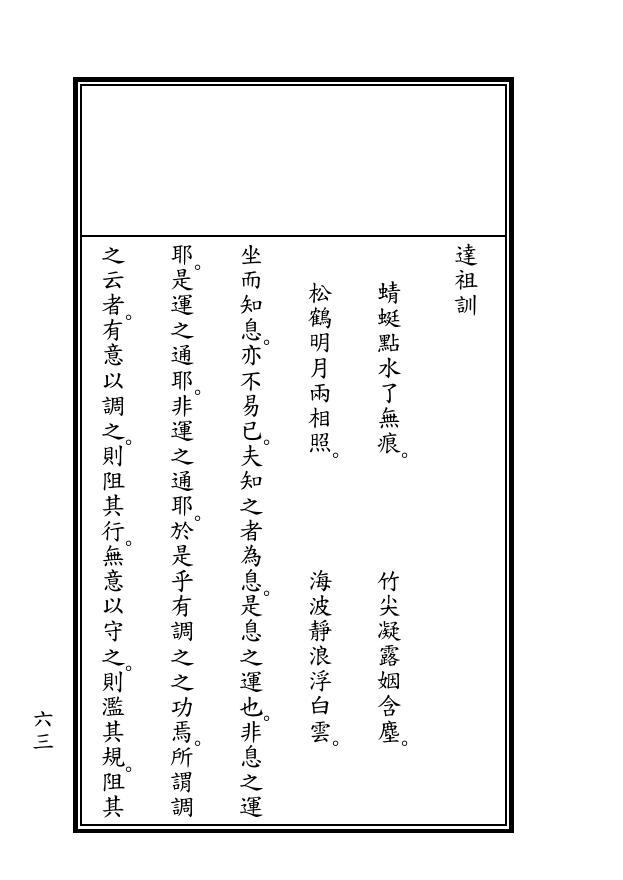 達祖訓
蜻蜓點水了無痕。　竹尖凝露姻含塵。
松鶴明月兩相照。　海波靜浪浮白雲。
坐而知息。亦不易已。夫知之者為息。是息之運也。非息之運
耶。是運之通耶。非運之通耶。於是乎有調之之功焉。所謂調
之云者。有意以調之。則阻其行。無意以守之。則濫其規。阻其
六三